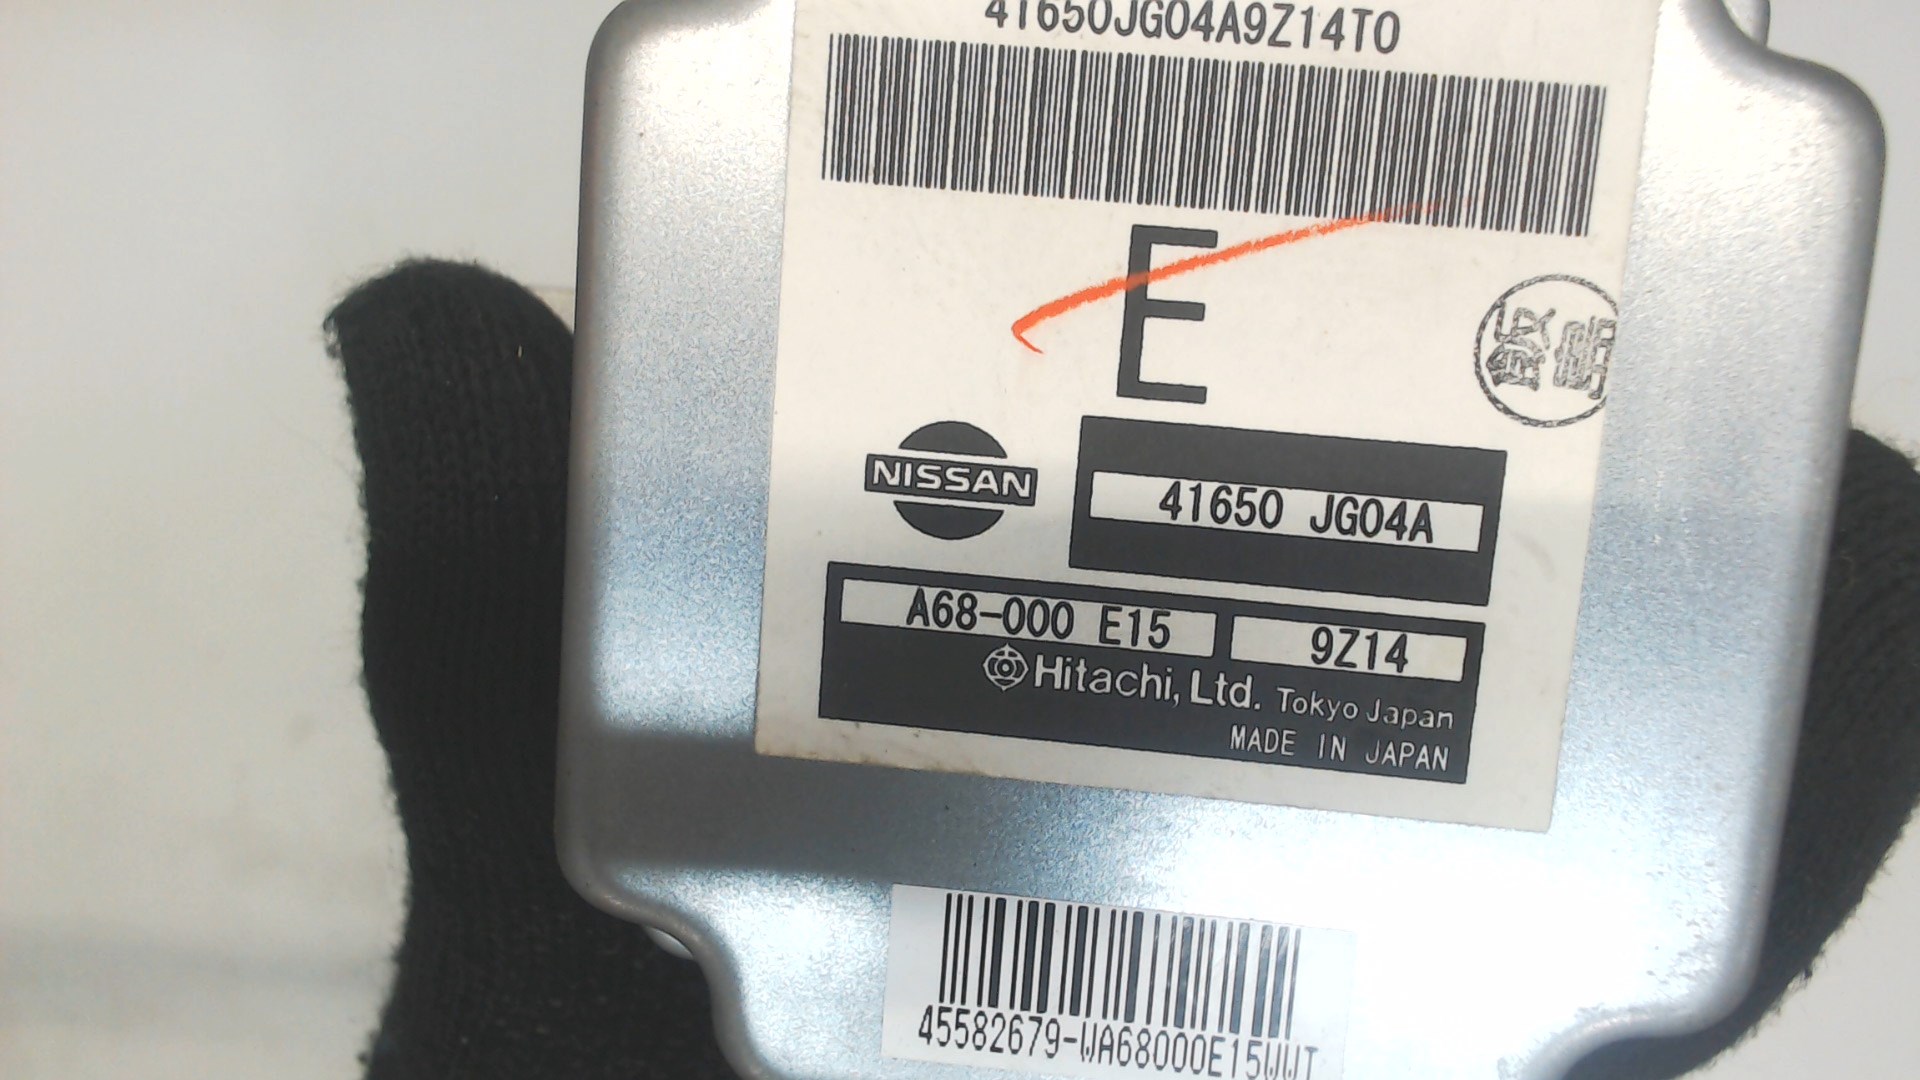 41650JG04A9Z14T0
E
NISSAN
41650 JG04A
A68-000 E15
9Z14
Hitachi, Ltd. Tokyo Japan
MADE IN JAPAN
45582679-WA68000E15WWT